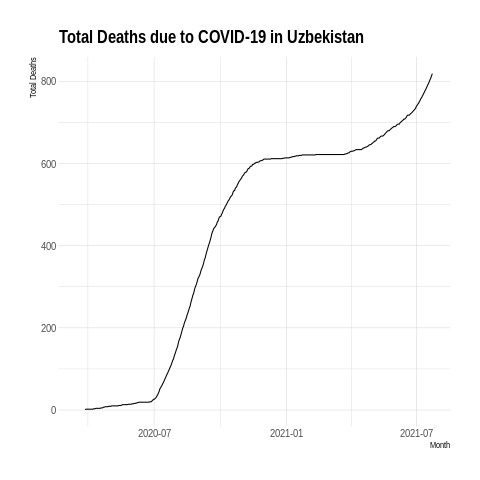 Total Deaths due to COVID-19 in Uzbekistan
Total Deaths
800
600
400
200
0
2020-07
2021-01
2021-07
Month